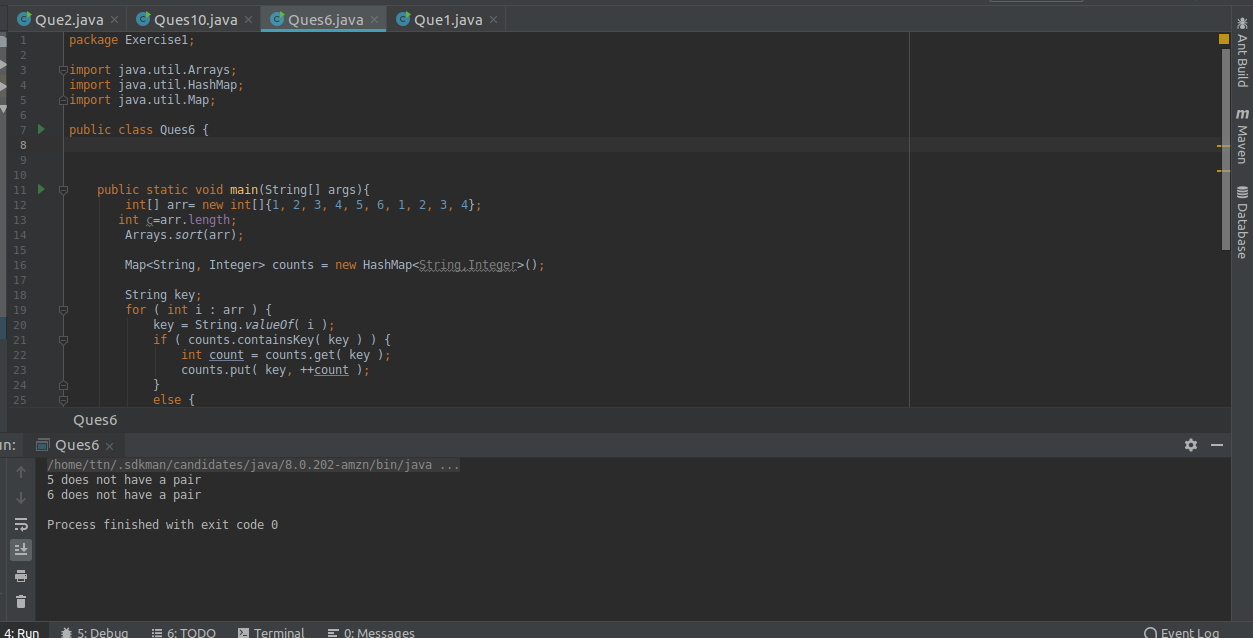 Que2.java Ques10.java Ques6.java Que1.java
1 package Exercise1;
2
3 import java.util.Arrays;
4 import java.util.HashMap;
5 import java.util.Map;
6
7 public class Ques6 {
8
9
10
11 public static void main(String[] args){
12 int[] arr= new int[]{1, 2, 3, 4, 5, 6, 1, 2, 3, 4};
13 int c=arr.length;
14 Arrays.sort(arr);
15
16 Map<String, Integer> counts = new HashMap<String,Integer>();
17
18 String key;
19 for ( int i : arr ) {
20 key = String.valueOf( i );
21 if ( counts.containsKey( key ) ) {
22 int count = counts.get( key );
23 counts.put( key, ++count );
24 }
25 else {
Ques6
Ant Build
Maven
Database
un: Ques6
/home/ttn/.sdkman/candidates/java/8.0.202-amzn/bin/java ...
5 does not have a pair
6 does not have a pair
Process finished with exit code 0
4: Run 5: Debug 6: TODO Terminal 0: Messages Event Log